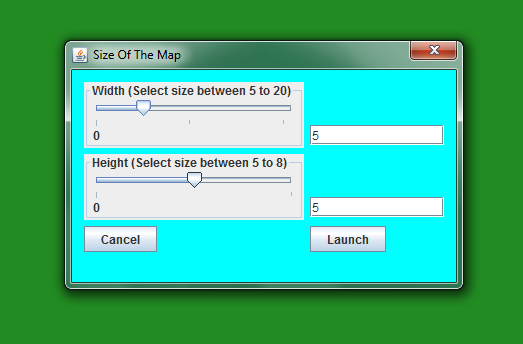 Size Of The Map
Width (Select size between 5 to 20)
0
5
Height (Select size between 5 to 8)
0
5
Cancel
Launch